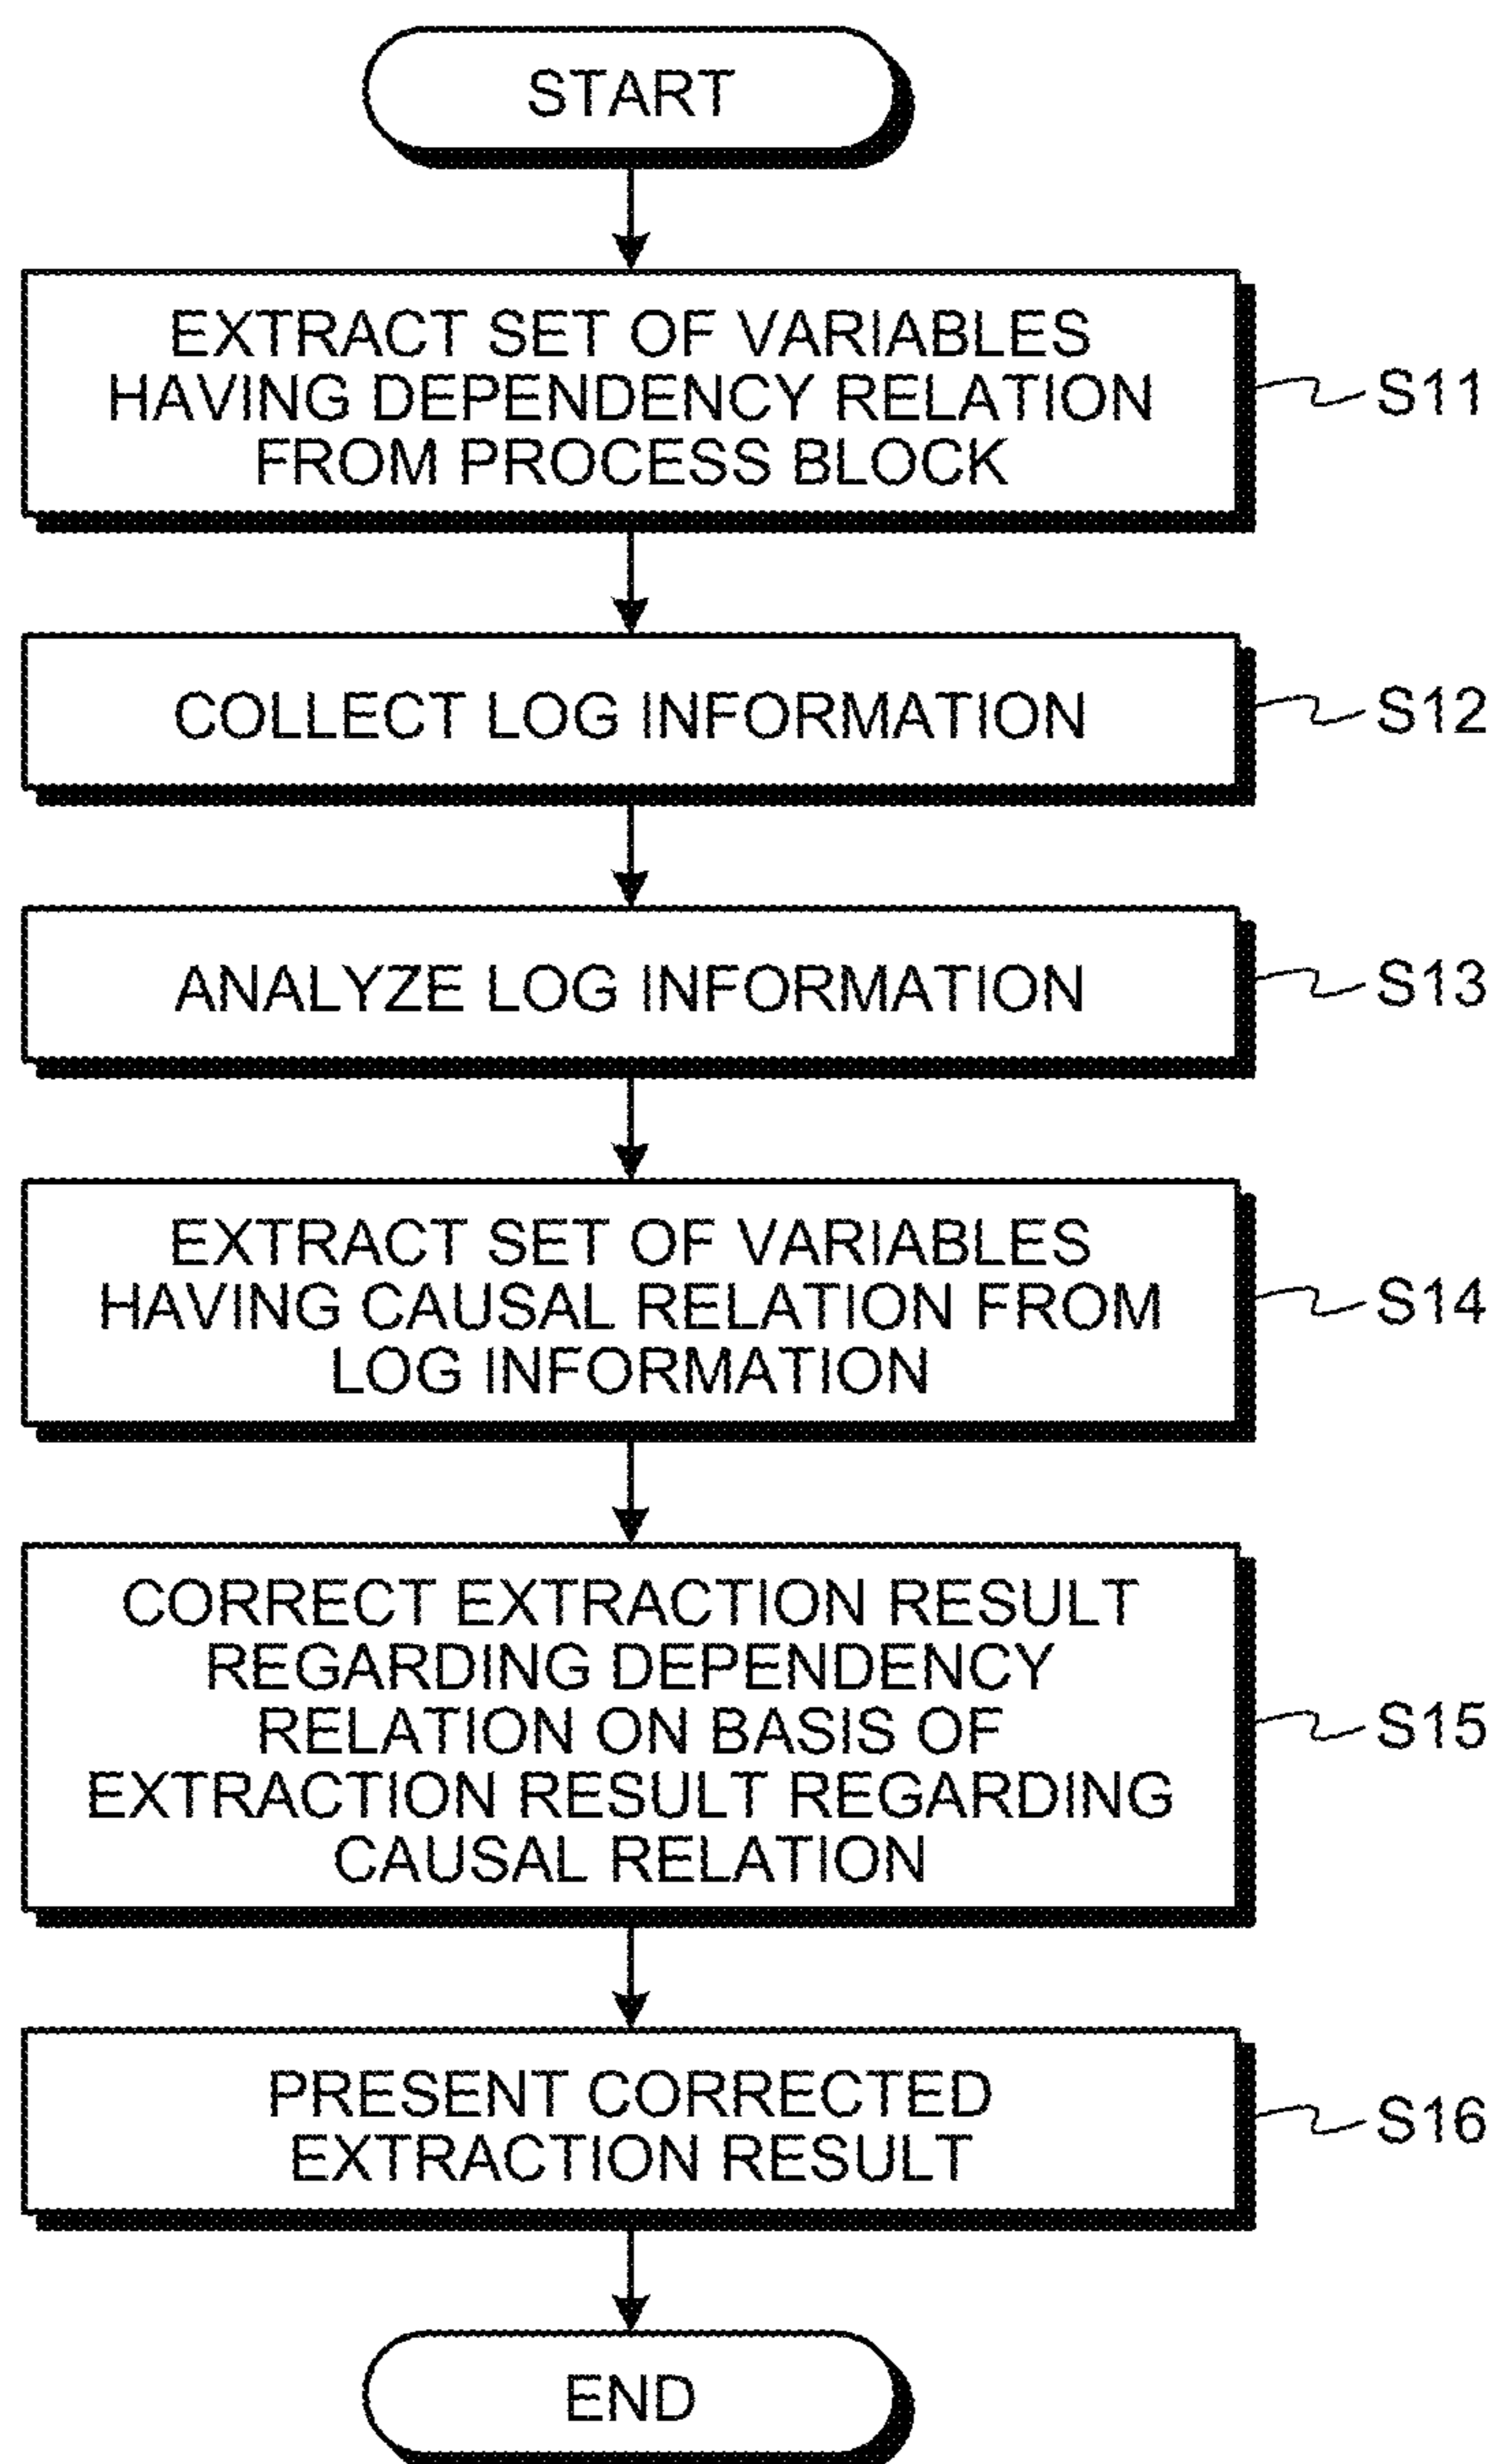 START
EXTRACT SET OF VARIABLES
HAVING DEPENDENCY RELATION
FROM PROCESS BLOCK
S11
COLLECT LOG INFORMATION
S12
ANALYZE LOG INFORMATION
S13
EXTRACT SET OF VARIABLES
HAVING CAUSAL RELATION FROM
LOG INFORMATION
S14
CORRECT EXTRACTION RESULT
REGARDING DEPENDENCY
RELATION ON BASIS OF
EXTRACTION RESULT REGARDING
CAUSAL RELATION
S15
PRESENT CORRECTED
EXTRACTION RESULT
S16
END